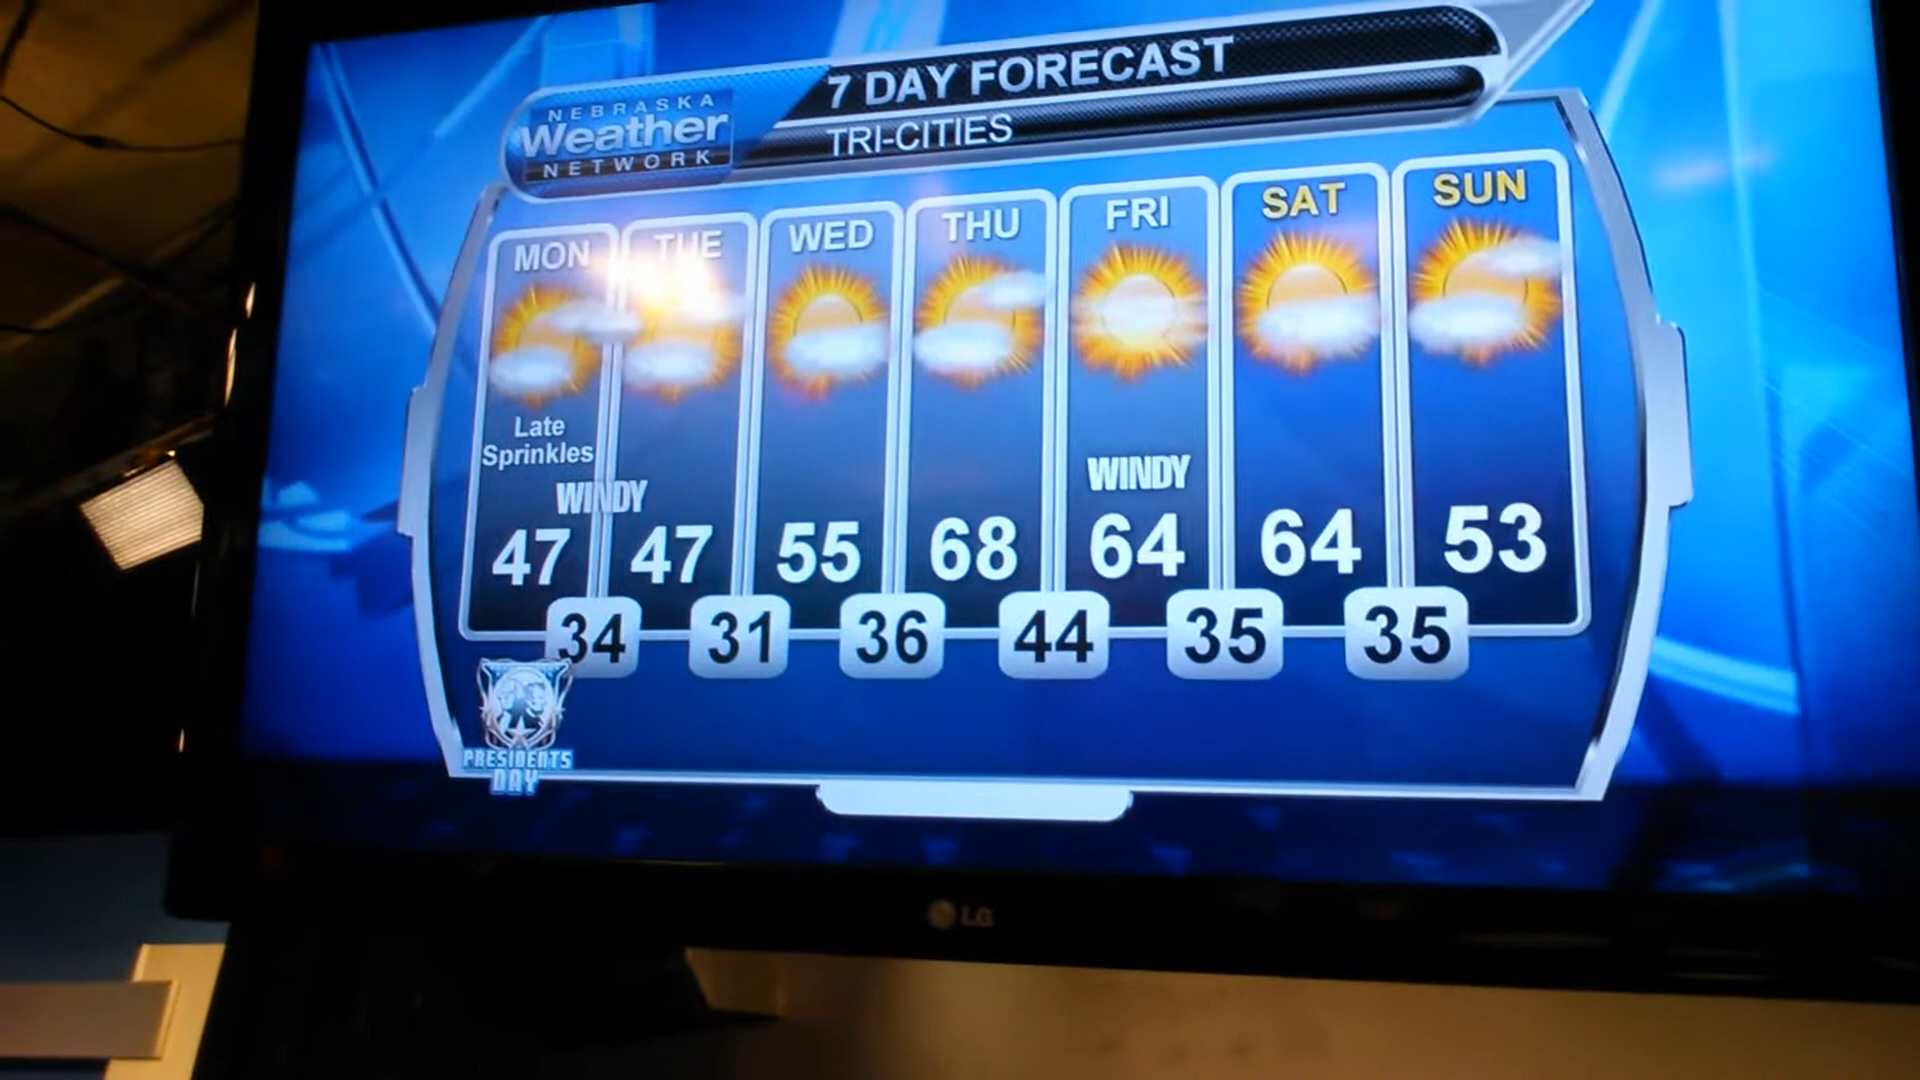 7 DAY FORECAST
NEBRASKA
Weather
NETWORK
TRI-CITIES
MON
TUE
WED
THU
FRI
SAT
SUN
Late
Sprinkles
WINDY
WINDY
47
47
55
68
64
64
53
34
31
36
44
35
35
PRESIDENTS
DAY
LG